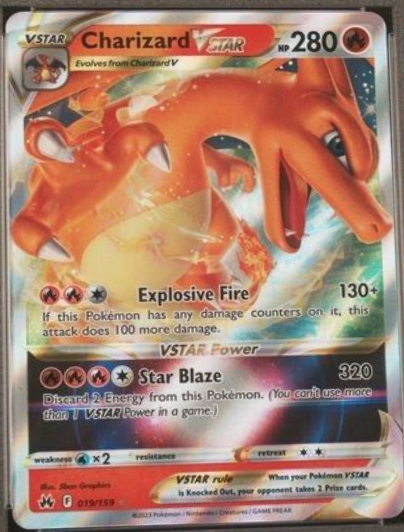 VSTAR Charizard VSTAR HP 280
Evolves from Charizard V
Explosive Fire 130+
If this Pokémon has any damage counters on it, this
attack does 100 more damage.
VSTAR Power
Star Blaze 320
Discard 2 Energy from this Pokémon. (You can't use more
than 1 VSTAR Power in a game.)
weakness ×2 resistance retreat
Illus. 5ban Graphics
VSTAR rule When your Pokémon VSTAR
is Knocked Out, your opponent takes 2 Prize cards.
F 019/159
©2023 Pokémon / Nintendo / Creatures / GAME FREAK